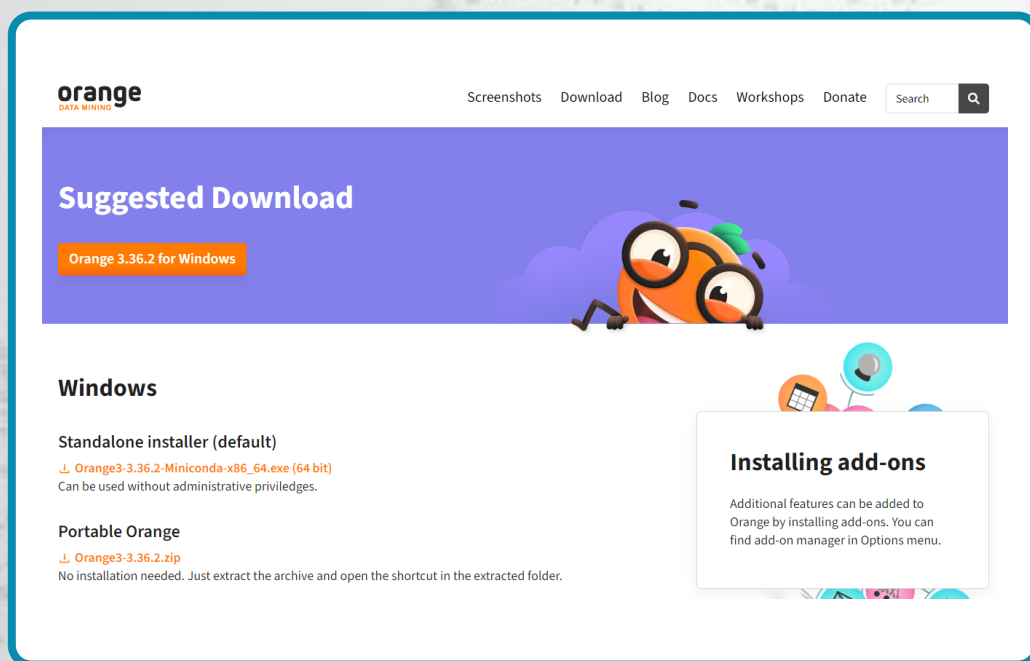 orange
DATA MINING
Screenshots Download Blog Docs Workshops Donate Search
Suggested Download
Orange 3.36.2 for Windows
Windows
Standalone installer (default)
Orange3-3.36.2-Miniconda-x86_64.exe (64 bit)
Can be used without administrative priviledges.
Portable Orange
Orange3-3.36.2.zip
No installation needed. Just extract the archive and open the shortcut in the extracted folder.
Installing add-ons
Additional features can be added to
Orange by installing add-ons. You can
find add-on manager in Options menu.